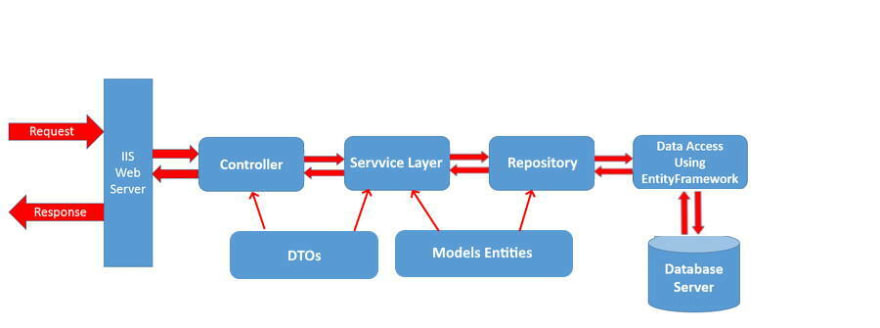 Request
Response
IIS
Web
Server
Controller
Servvice Layer
Repository
Data Access
Using
EntityFramework
DTOs
Models Entities
Database
Server